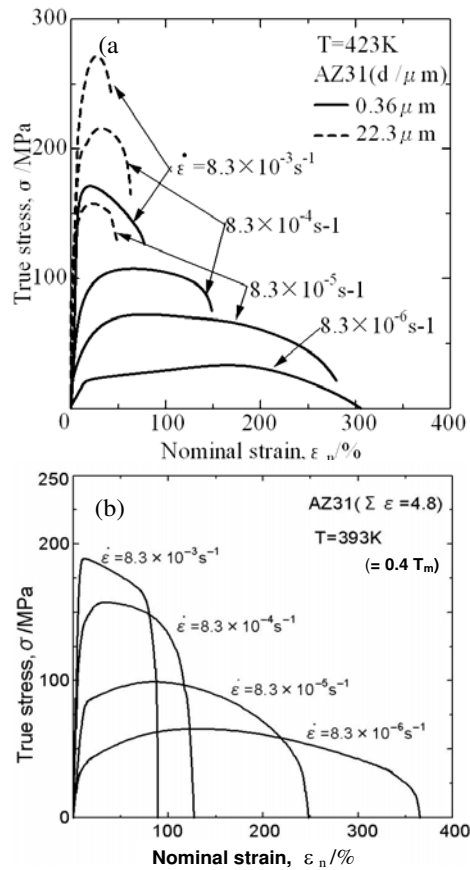 300
(a)
T=423K
AZ31(d /μm)
0.36μm
22.3μm
ε̇=8.3×10⁻³s⁻¹
200
8.3×10⁻⁴s-1
8.3×10⁻⁵s-1
100
8.3×10⁻⁶s-1
True stress, σ /MPa
0 100 200 300 400
Nominal strain, ε n/%
250
(b)
AZ31(Σε=4.8)
T=393K
(= 0.4 Tm)
200
ε̇=8.3×10⁻³s⁻¹
ε̇=8.3×10⁻⁴s⁻¹
100
ε̇=8.3×10⁻⁵s⁻¹
ε̇=8.3×10⁻⁶s⁻¹
True stress, σ/MPa
0
0 100 200 300 400
Nominal strain, ε n/%